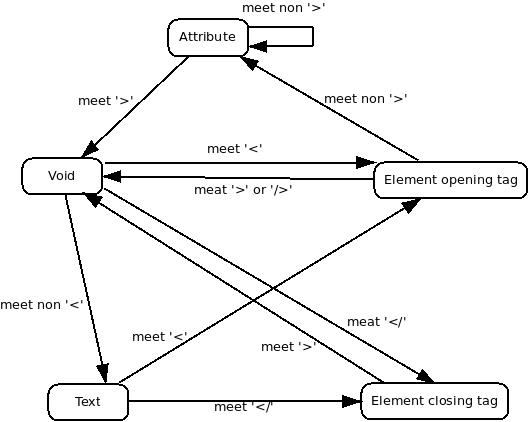 meet non '>'
Attribute
meet '>'
meet non '>'
meet '<'
Void
Element opening tag
meat '>' or '/>'
meet non '<'
meat '</'
meet '<'
meet '>'
Text
meet '</'
Element closing tag